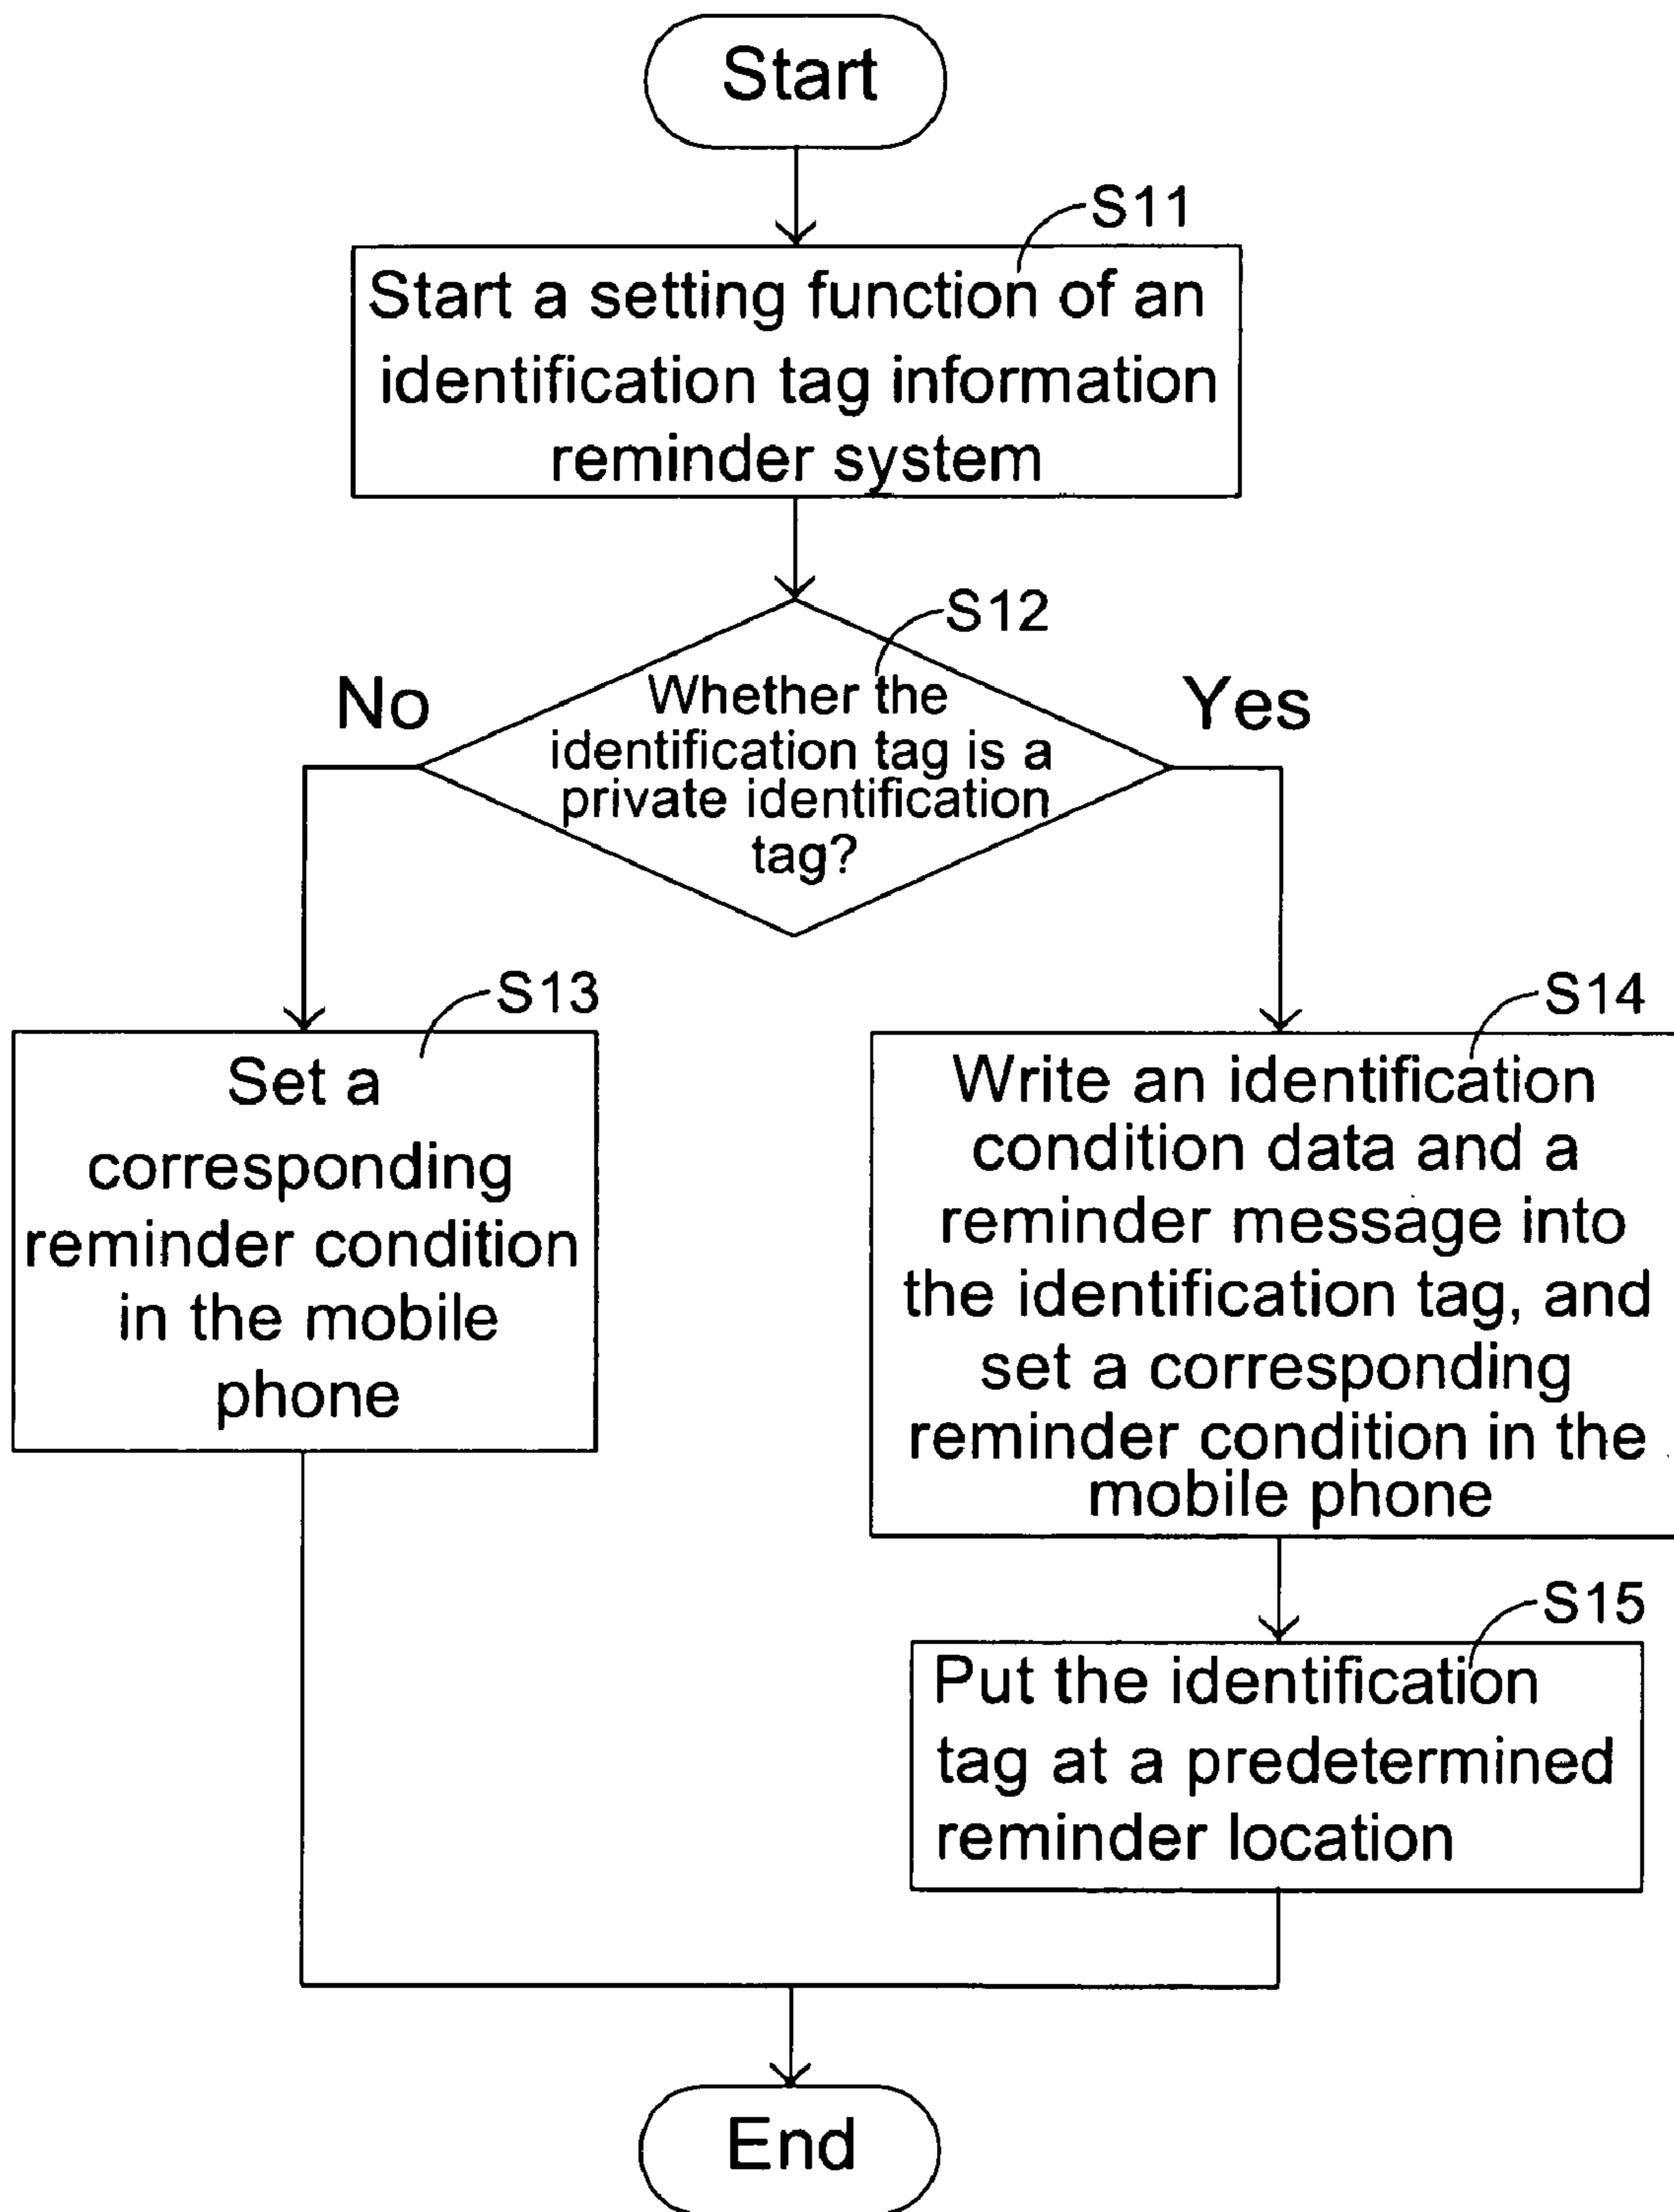 Start
S11
Start a setting function of an
identification tag information
reminder system
S12
No
Yes
Whether the
identification tag is a
private identification
tag?
S13
Set a
corresponding
reminder condition
in the mobile
phone
S14
Write an identification
condition data and a
reminder message into
the identification tag, and
set a corresponding
reminder condition in the
mobile phone
S15
Put the identification
tag at a predetermined
reminder location
End